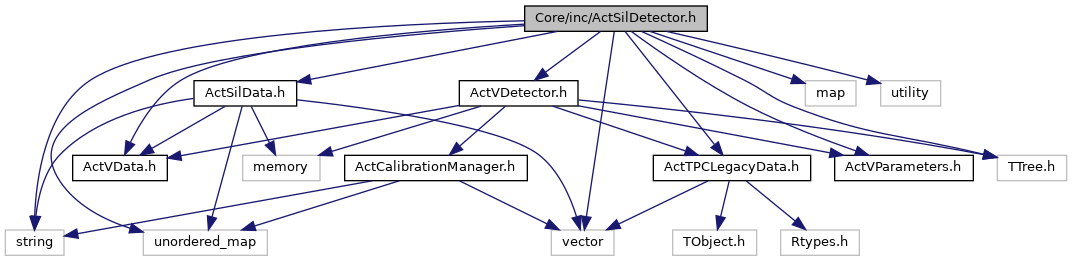 Core/inc/ActSilDetector.h
ActSilData.h
ActVDetector.h
map
utility
ActVData.h
memory
ActCalibrationManager.h
ActTPCLegacyData.h
ActVParameters.h
TTree.h
string
unordered_map
vector
TObject.h
Rtypes.h